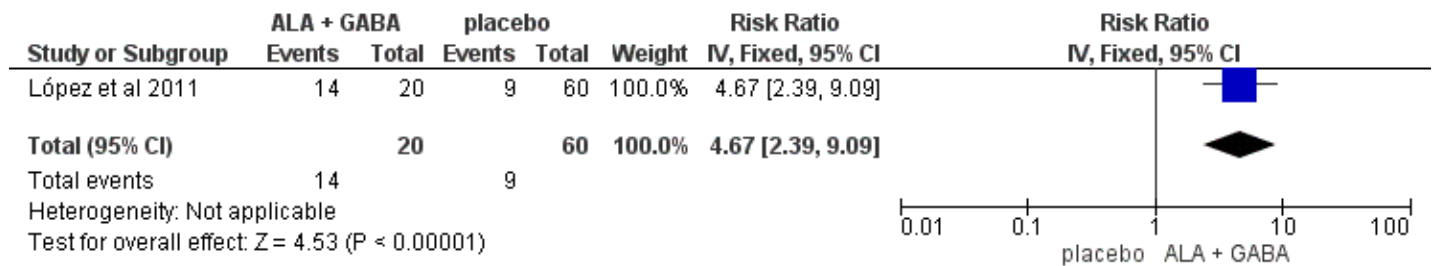 ALA + GABA placebo Risk Ratio Risk Ratio
Study or Subgroup Events Total Events Total Weight IV, Fixed, 95% CI IV, Fixed, 95% CI
López et al 2011 14 20 9 60 100.0% 4.67 [2.39, 9.09]
Total (95% CI) 20 60 100.0% 4.67 [2.39, 9.09]
Total events 14 9
Heterogeneity: Not applicable
Test for overall effect: Z = 4.53 (P < 0.00001)
0.01 0.1 1 10 100
placebo ALA + GABA